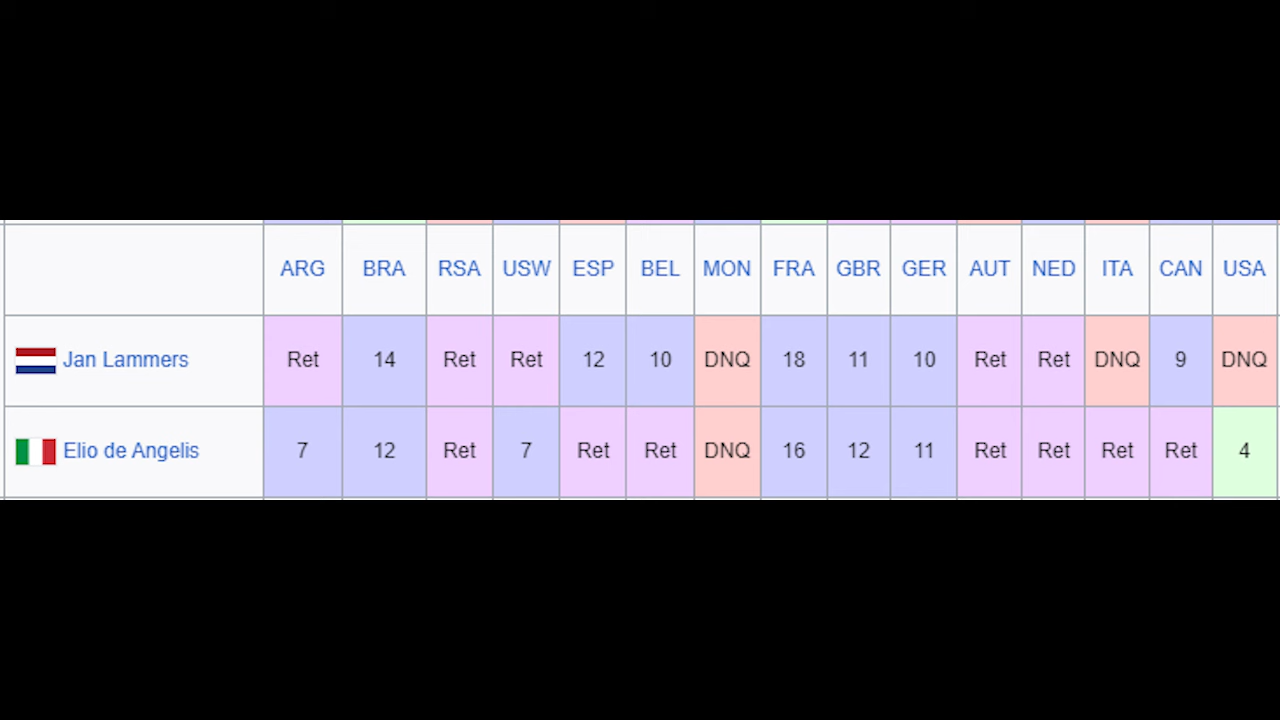 ARG BRA RSA USW ESP BEL MON FRA GBR GER AUT NED ITA CAN USA
Jan Lammers Ret 14 Ret Ret 12 10 DNQ 18 11 10 Ret Ret DNQ 9 DNQ
Elio de Angelis 7 12 Ret 7 Ret Ret DNQ 16 12 11 Ret Ret Ret Ret 4